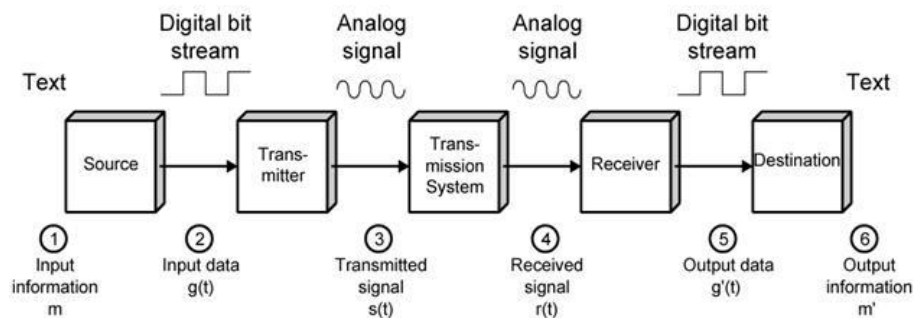 Digital bit
stream
Analog
signal
Analog
signal
Digital bit
stream
Text
Text
Source
Trans-
mitter
Trans-
mission
System
Receiver
Destination
1
Input
information
m
2
Input data
g(t)
3
Transmitted
signal
s(t)
4
Received
signal
r(t)
5
Output data
g'(t)
6
Output
information
m'